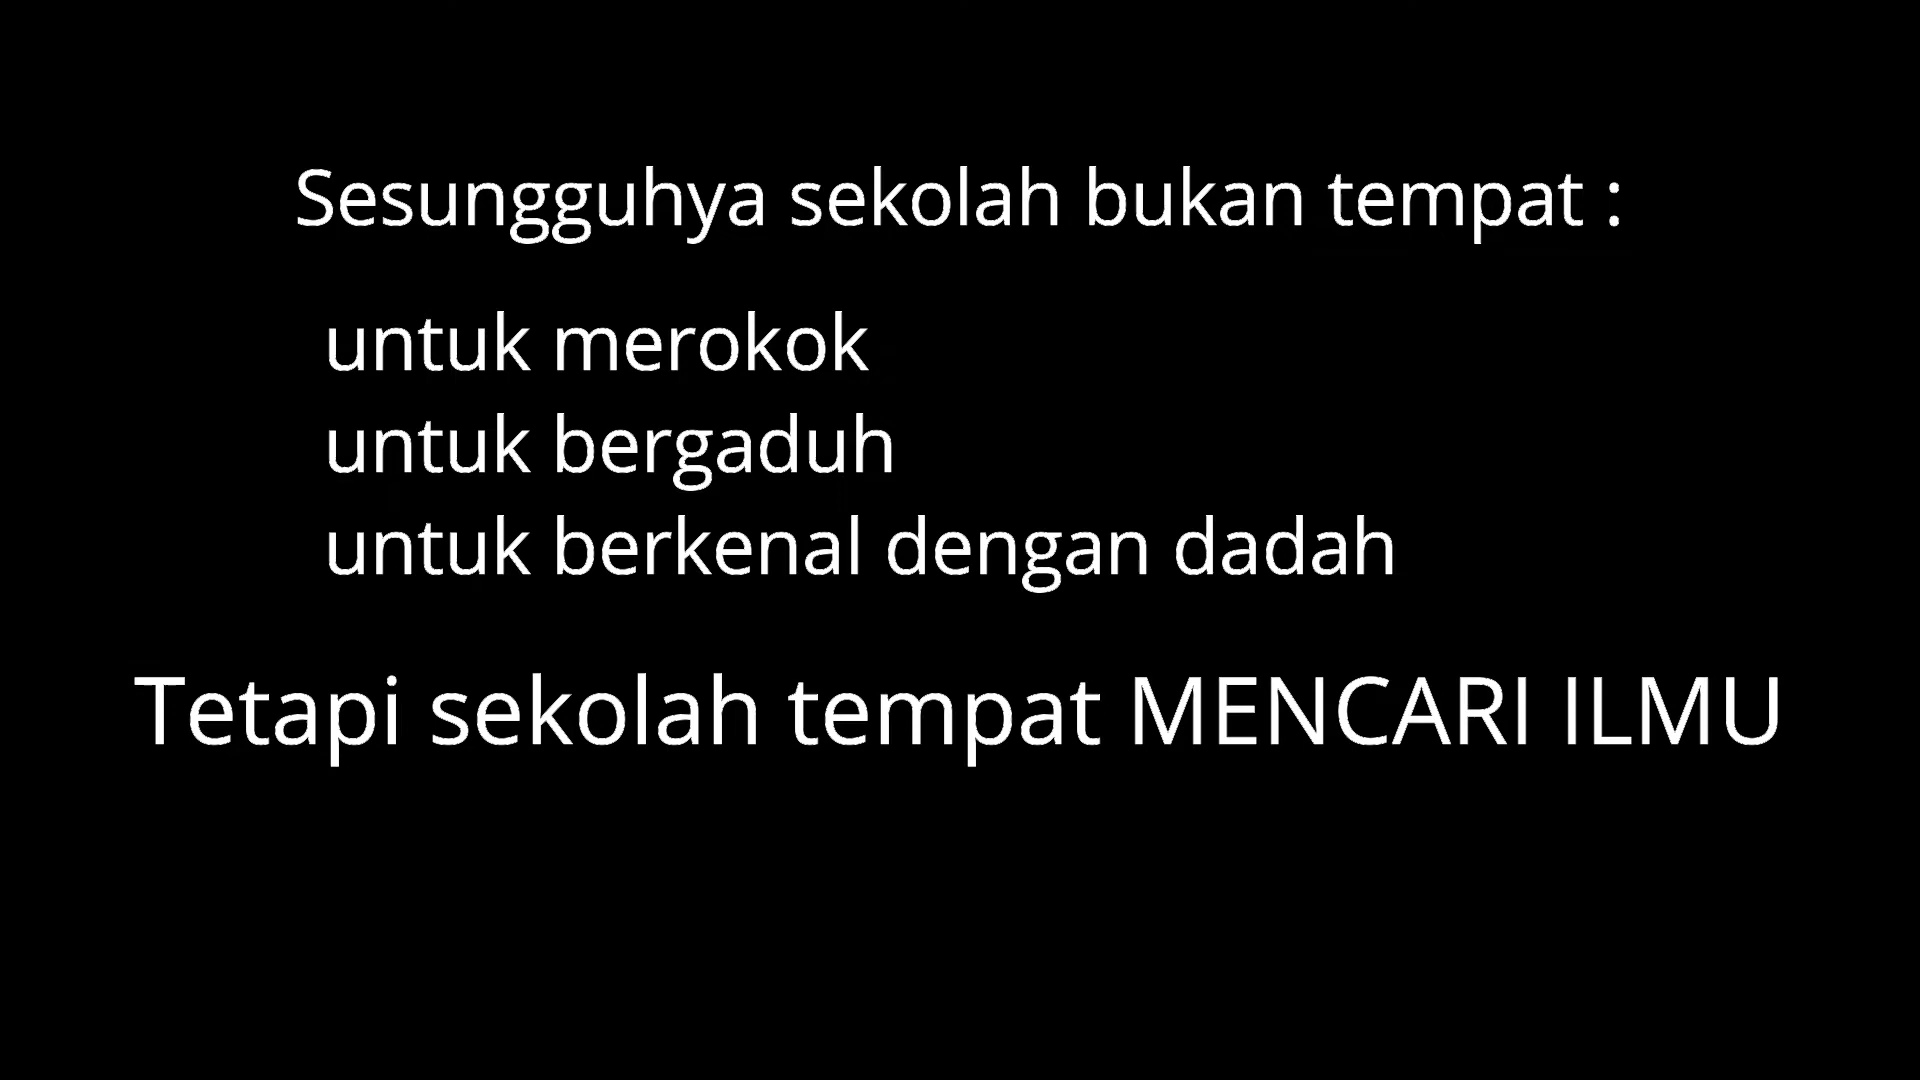 Sesungguhya sekolah bukan tempat :
untuk merokok
untuk bergaduh
untuk berkenal dengan dadah
Tetapi sekolah tempat MENCARI ILMU